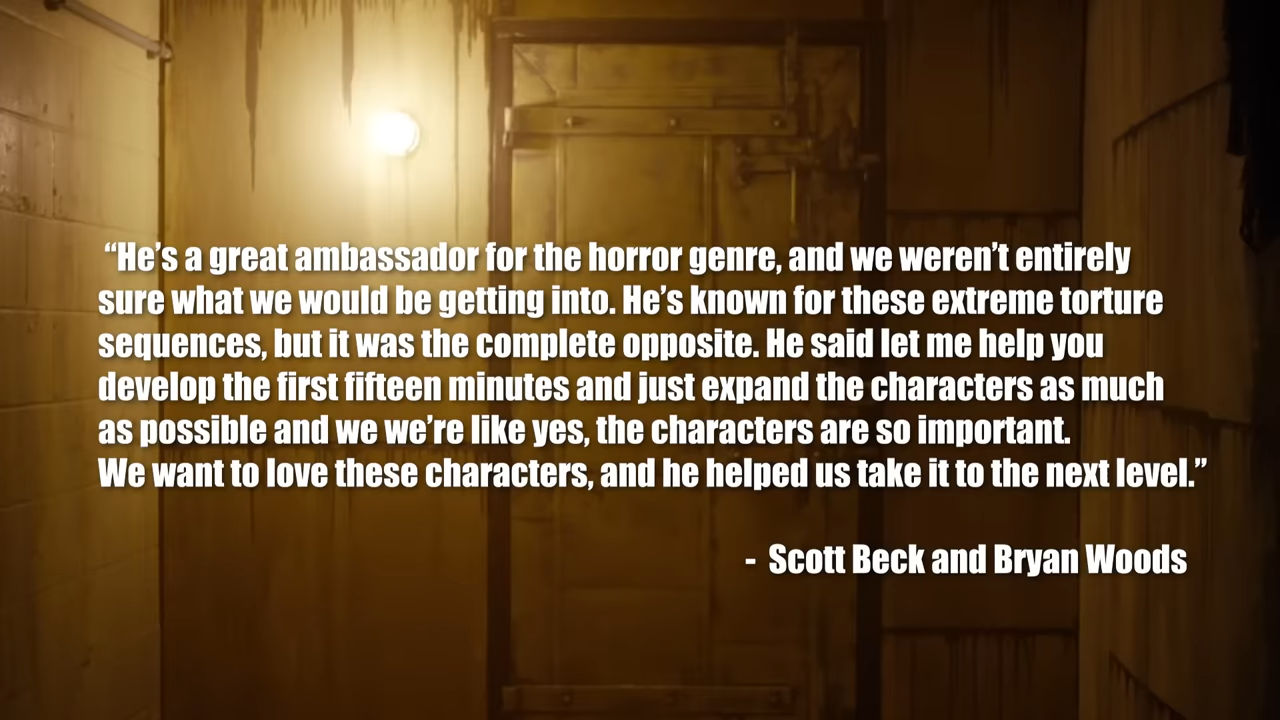 “He’s a great ambassador for the horror genre, and we weren’t entirely
sure what we would be getting into. He’s known for these extreme torture
sequences, but it was the complete opposite. He said let me help you
develop the first fifteen minutes and just expand the characters as much
as possible and we we’re like yes, the characters are so important.
We want to love these characters, and he helped us take it to the next level.”
- Scott Beck and Bryan Woods